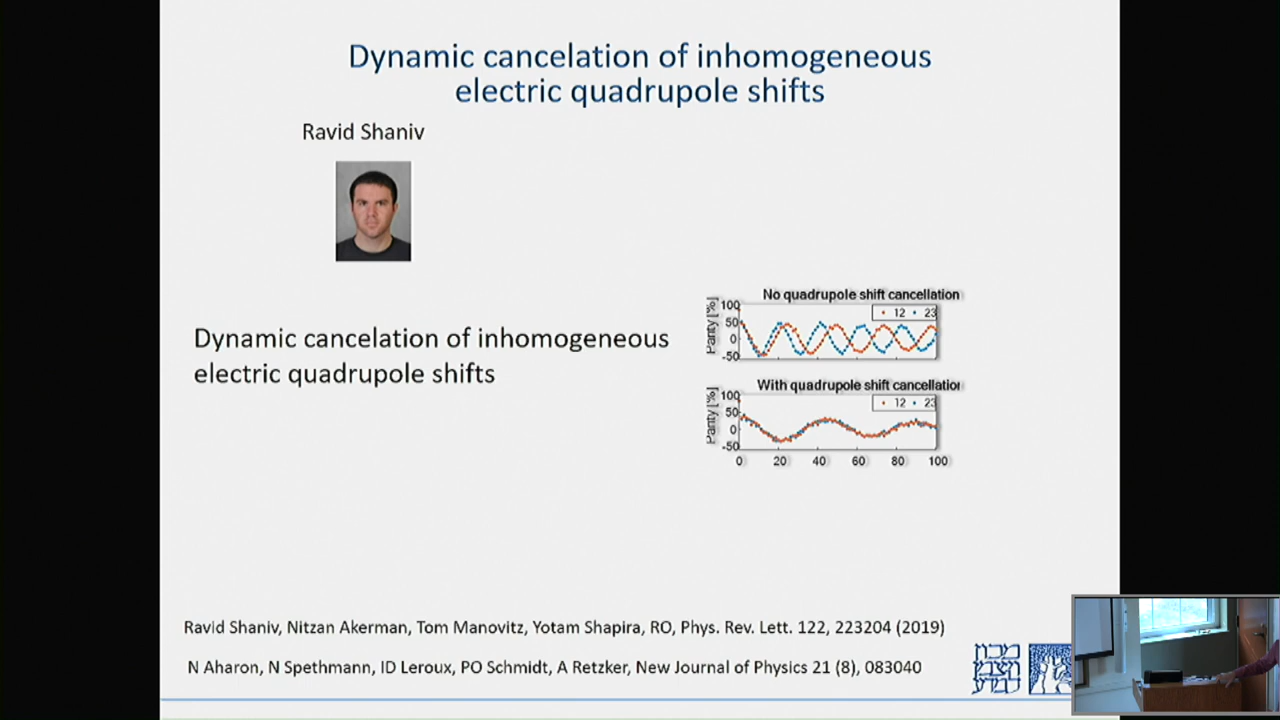 Dynamic cancelation of inhomogeneous
electric quadrupole shifts
Ravid Shaniv
Dynamic cancelation of inhomogeneous
electric quadrupole shifts
No quadrupole shift cancellation
Parity [%]
100
50
0
-50
12 23
With quadrupole shift cancellation
Parity [%]
100
50
0
-50
12 23
0 20 40 60 80 100
Ravid Shaniv, Nitzan Akerman, Tom Manovitz, Yotam Shapira, RO, Phys. Rev. Lett. 122, 223204 (2019)
N Aharon, N Spethmann, ID Leroux, PO Schmidt, A Retzker, New Journal of Physics 21 (8), 083040